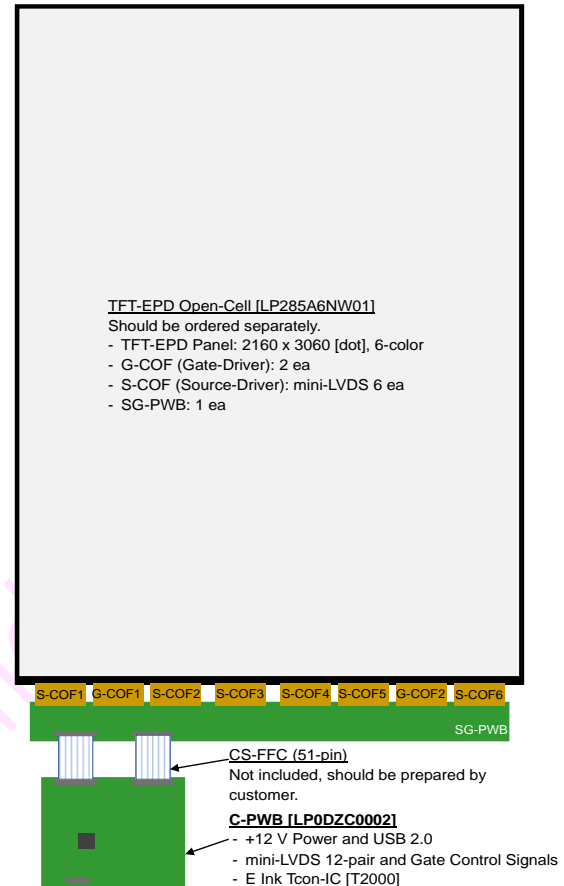 TFT-EPD Open-Cell [LP285A6NW01]
Should be ordered separately.
- TFT-EPD Panel: 2160 x 3060 [dot], 6-color
- G-COF (Gate-Driver): 2 ea
- S-COF (Source-Driver): mini-LVDS 6 ea
- SG-PWB: 1 ea
S-COF1 G-COF1 S-COF2 S-COF3 S-COF4 S-COF5 G-COF2 S-COF6
SG-PWB
CS-FFC (51-pin)
Not included, should be prepared by
customer.
C-PWB [LP0DZC0002]
- +12 V Power and USB 2.0
- mini-LVDS 12-pair and Gate Control Signals
- E Ink Tcon-IC [T2000]